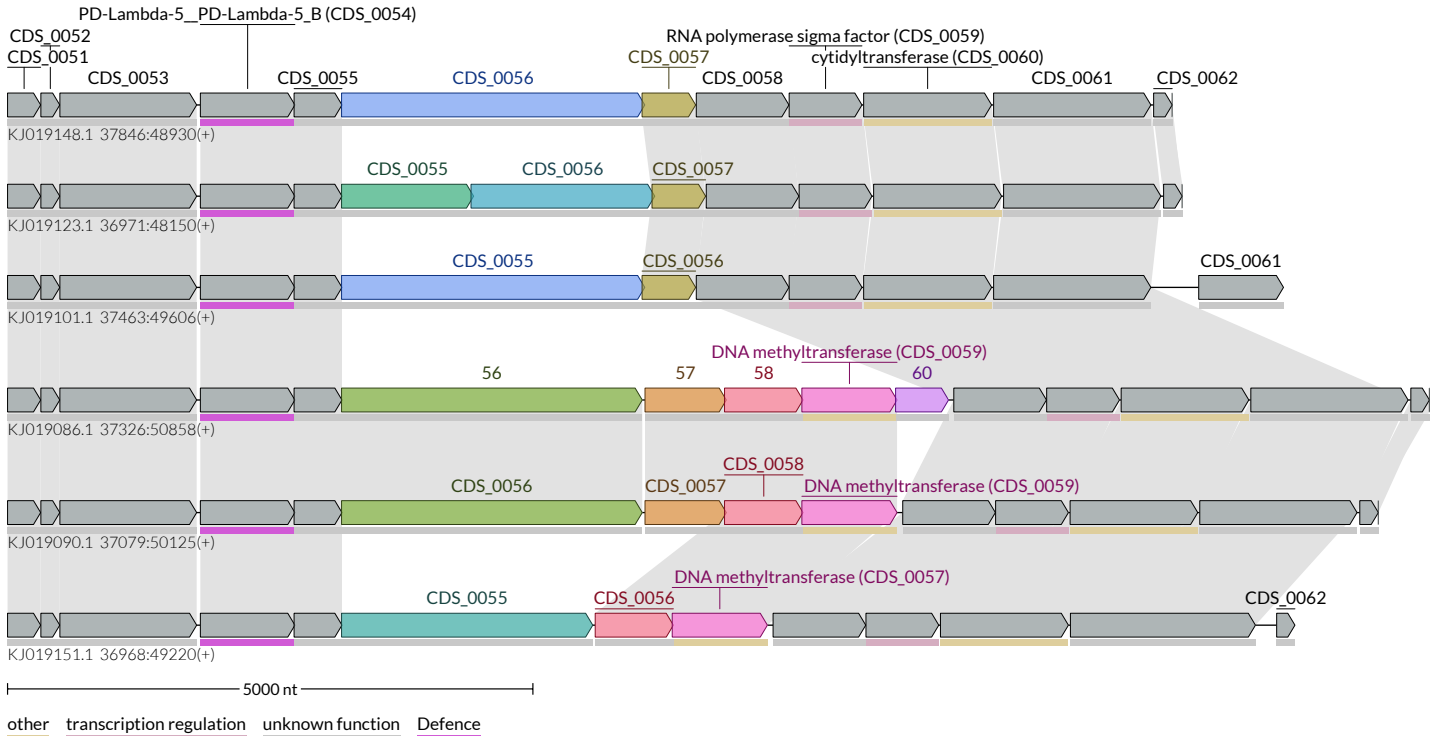 PD-Lambda-5__PD-Lambda-5_B (CDS_0054)
CDS_0052 RNA polymerase sigma factor (CDS_0059)
CDS_0051 CDS_0057 cytidyltransferase (CDS_0060)
CDS_0053 CDS_0055 CDS_0056 CDS_0058 CDS_0061 CDS_0062
KJ019148.1 37846:48930(+)
CDS_0055 CDS_0056 CDS_0057
KJ019123.1 36971:48150(+)
CDS_0055 CDS_0056 CDS_0061
KJ019101.1 37463:49606(+)
DNA methyltransferase (CDS_0059)
56 57 58 60
KJ019086.1 37326:50858(+)
CDS_0058
CDS_0056 CDS_0057 DNA methyltransferase (CDS_0059)
KJ019090.1 37079:50125(+)
DNA methyltransferase (CDS_0057)
CDS_0055 CDS_0056 CDS_0062
KJ019151.1 36968:49220(+)
5000 nt
other transcription regulation unknown function Defence